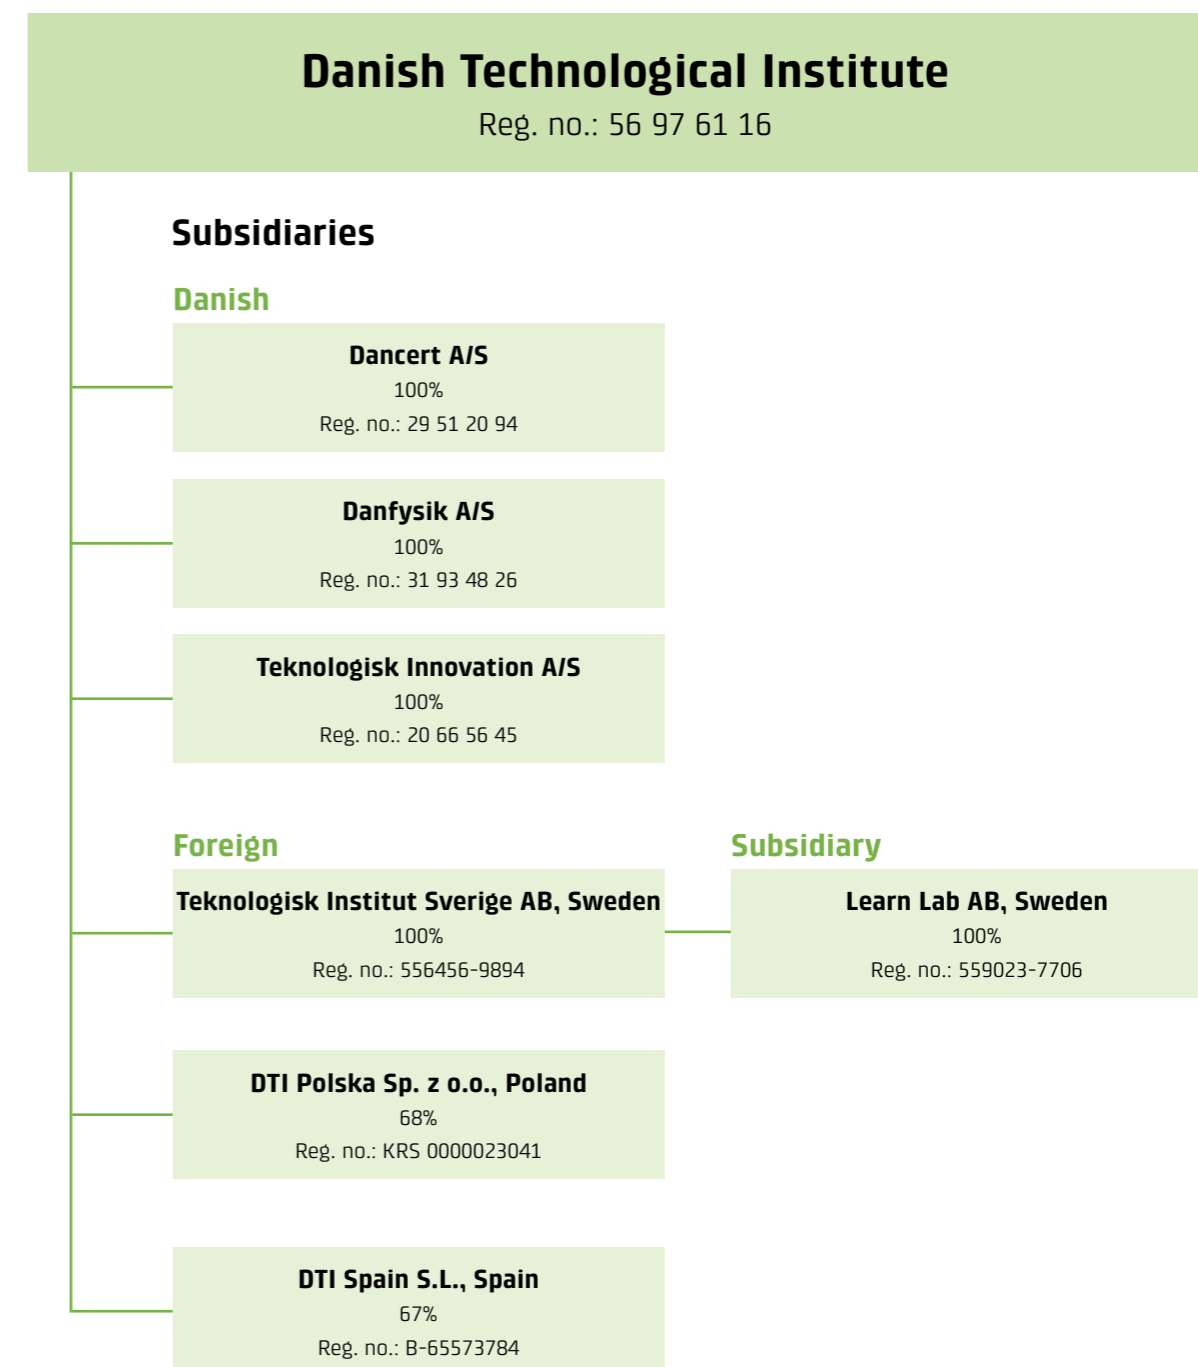 Danish Technological Institute
Reg. no.: 56 97 61 16
Subsidiaries
Danish
Dancert A/S
100%
Reg. no.: 29 51 20 94
Danfysik A/S
100%
Reg. no.: 31 93 48 26
Teknologisk Innovation A/S
100%
Reg. no.: 20 66 56 45
Foreign
Teknologisk Institut Sverige AB, Sweden
100%
Reg. no.: 556456-9894
Subsidiary
Learn Lab AB, Sweden
100%
Reg. no.: 559023-7706
DTI Polska Sp. z o.o., Poland
68%
Reg. no.: KRS 0000023041
DTI Spain S.L., Spain
67%
Reg. no.: B-65573784